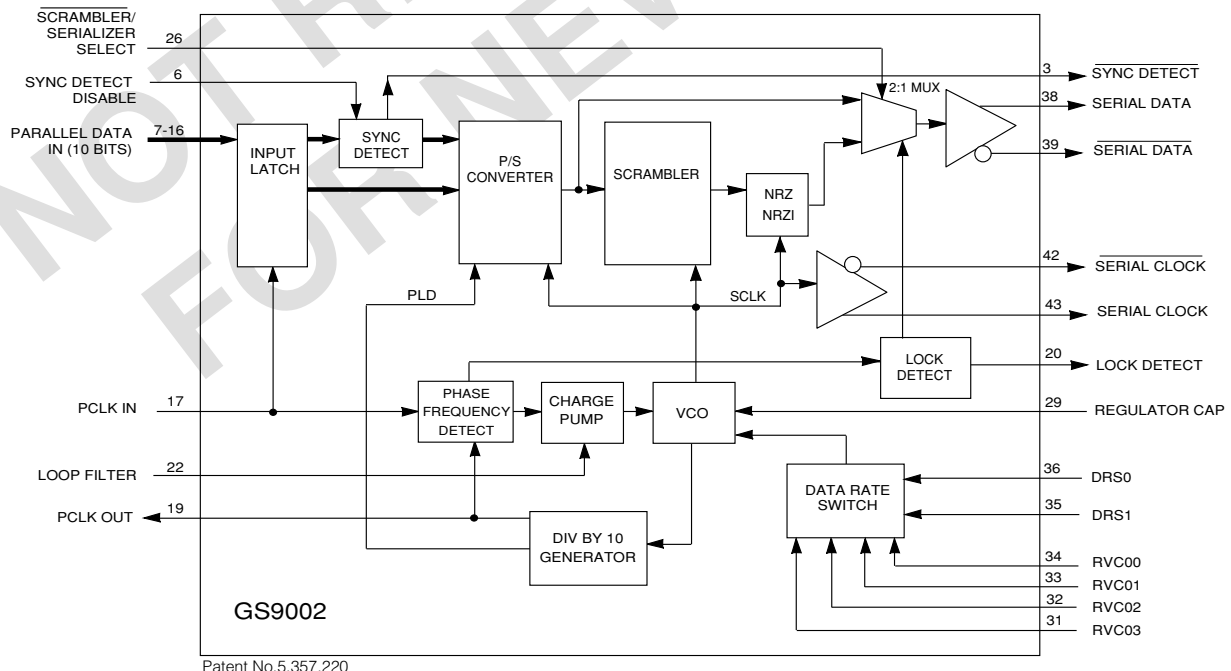 NOT R
FOR NEW
SCRAMBLER/
SERIALIZER
SELECT
26
SYNC DETECT
DISABLE
6
PARALLEL DATA
IN (10 BITS)
7-16
INPUT
LATCH
SYNC
DETECT
P/S
CONVERTER
SCRAMBLER
NRZ
NRZI
2:1 MUX
3
SYNC DETECT
38
SERIAL DATA
39
SERIAL DATA
42
SERIAL CLOCK
43
SERIAL CLOCK
PLD
SCLK
LOCK
DETECT
20
LOCK DETECT
PCLK IN
17
PHASE
FREQUENCY
DETECT
CHARGE
PUMP
VCO
29
REGULATOR CAP
LOOP FILTER
22
PCLK OUT
19
DIV BY 10
GENERATOR
DATA RATE
SWITCH
36
DRS0
35
DRS1
34
RVC00
33
RVC01
32
RVC02
31
RVC03
GS9002
Patent No.5,357,220